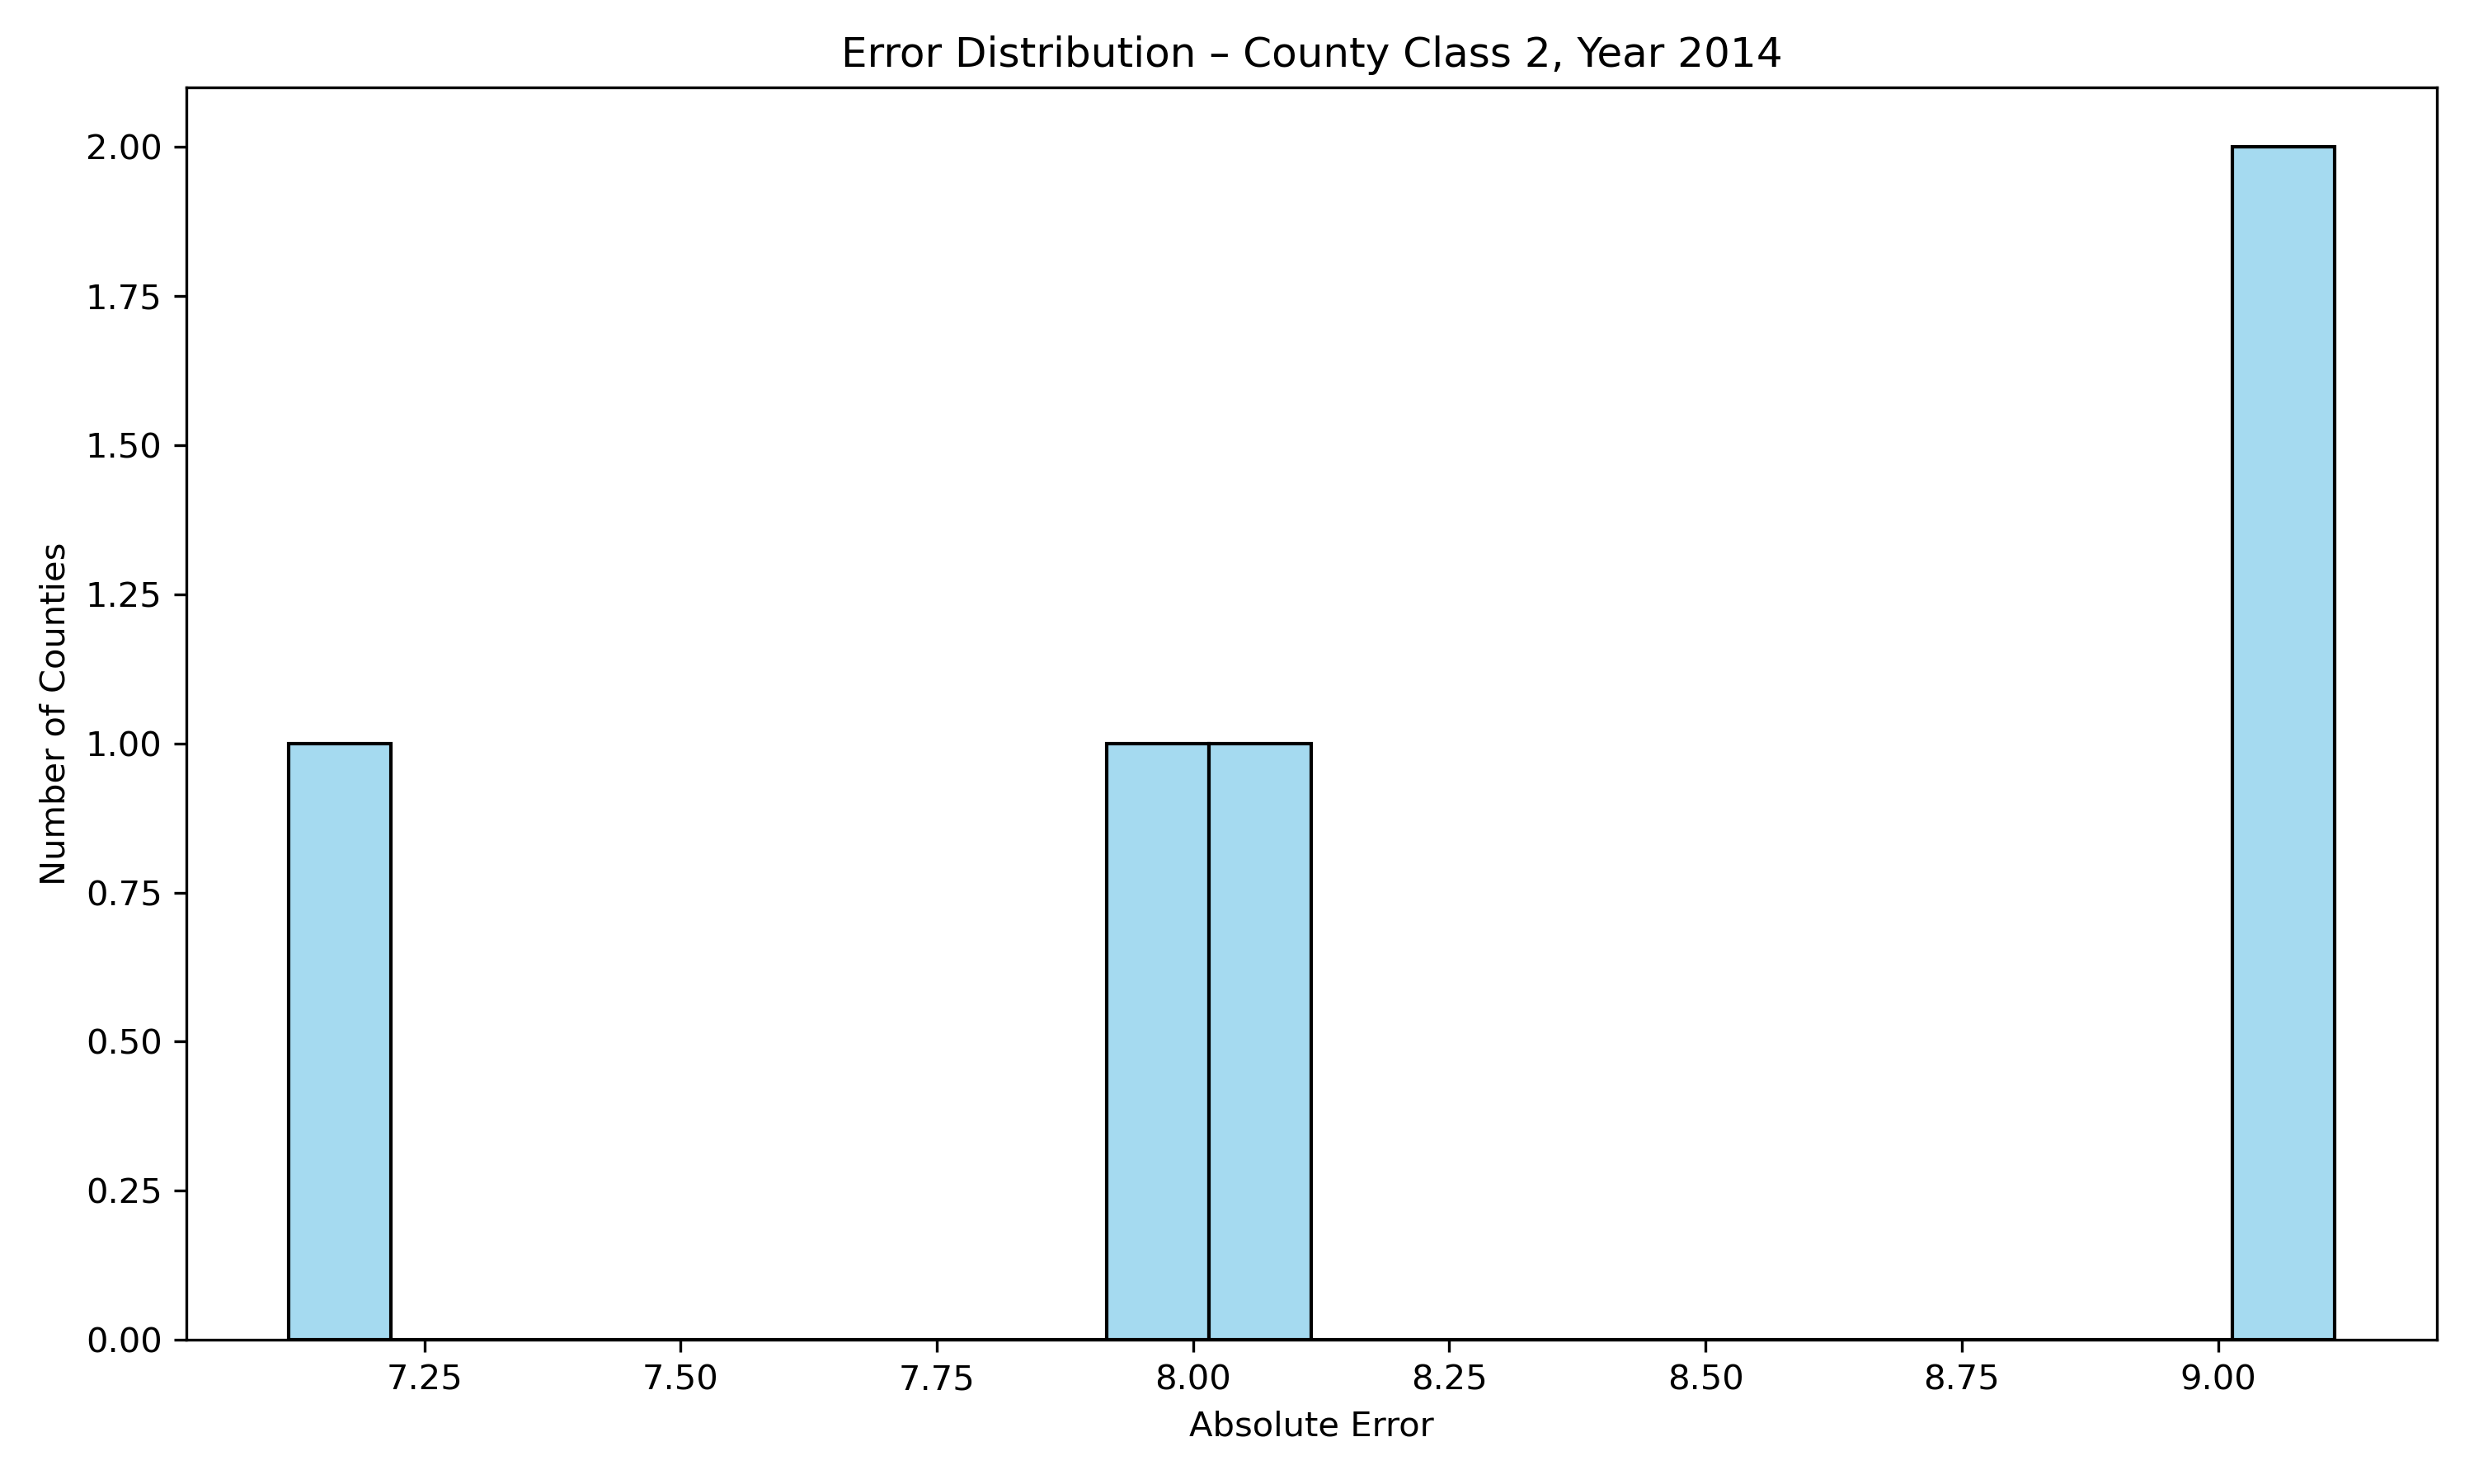 Error Distribution – County Class 2, Year 2014
Number of Counties
2.00
1.75
1.50
1.25
1.00
0.75
0.50
0.25
0.00
7.25 7.50 7.75 8.00 8.25 8.50 8.75 9.00
Absolute Error